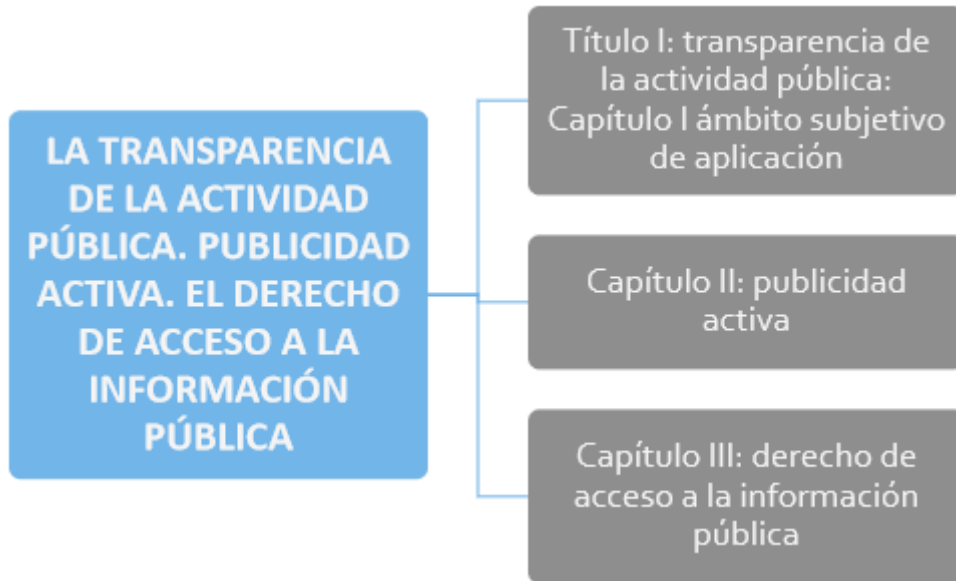 LA TRANSPARENCIA
DE LA ACTIVIDAD
PÚBLICA. PUBLICIDAD
ACTIVA. EL DERECHO
DE ACCESO A LA
INFORMACIÓN
PÚBLICA
Título I: transparencia de
la actividad pública:
Capítulo I ámbito subjetivo
de aplicación
Capítulo II: publicidad
activa
Capítulo III: derecho de
acceso a la información
pública